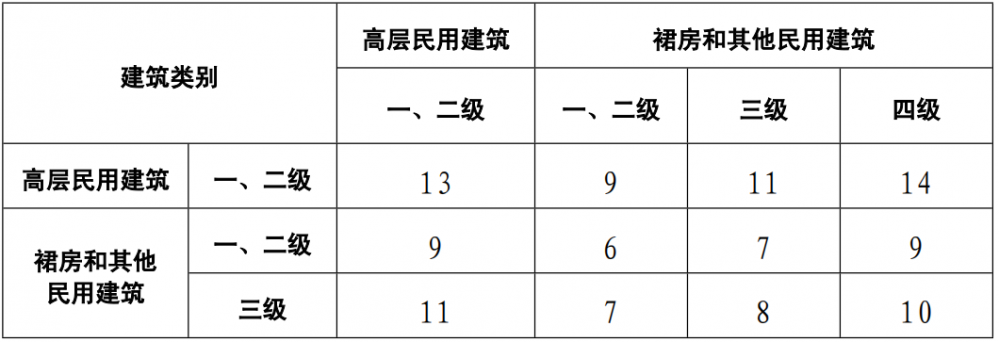 建筑类别
高层民用建筑
裙房和其他民用建筑
一、二级
一、二级
三级
四级
高层民用建筑
一、二级
13
9
11
14
裙房和其他
民用建筑
一、二级
9
6
7
9
三级
11
7
8
10